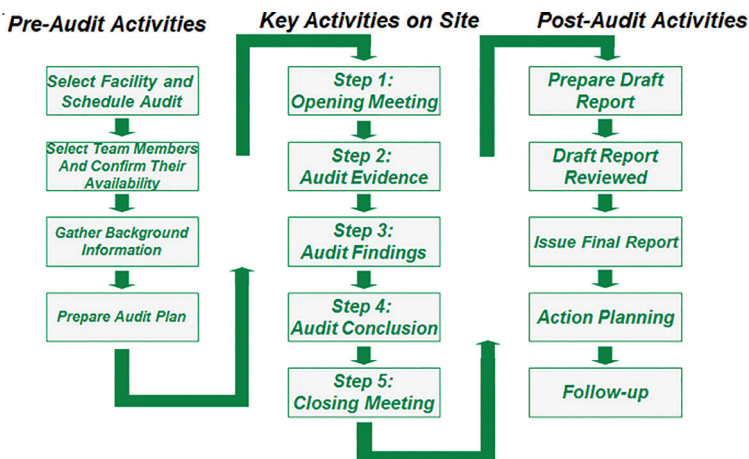 Pre-Audit Activities
Select Facility and
Schedule Audit
Select Team Members
And Confirm Their
Availability
Gather Background
Information
Prepare Audit Plan
Key Activities on Site
Step 1:
Opening Meeting
Step 2:
Audit Evidence
Step 3:
Audit Findings
Step 4:
Audit Conclusion
Step 5:
Closing Meeting
Post-Audit Activities
Prepare Draft
Report
Draft Report
Reviewed
Issue Final Report
Action Planning
Follow-up